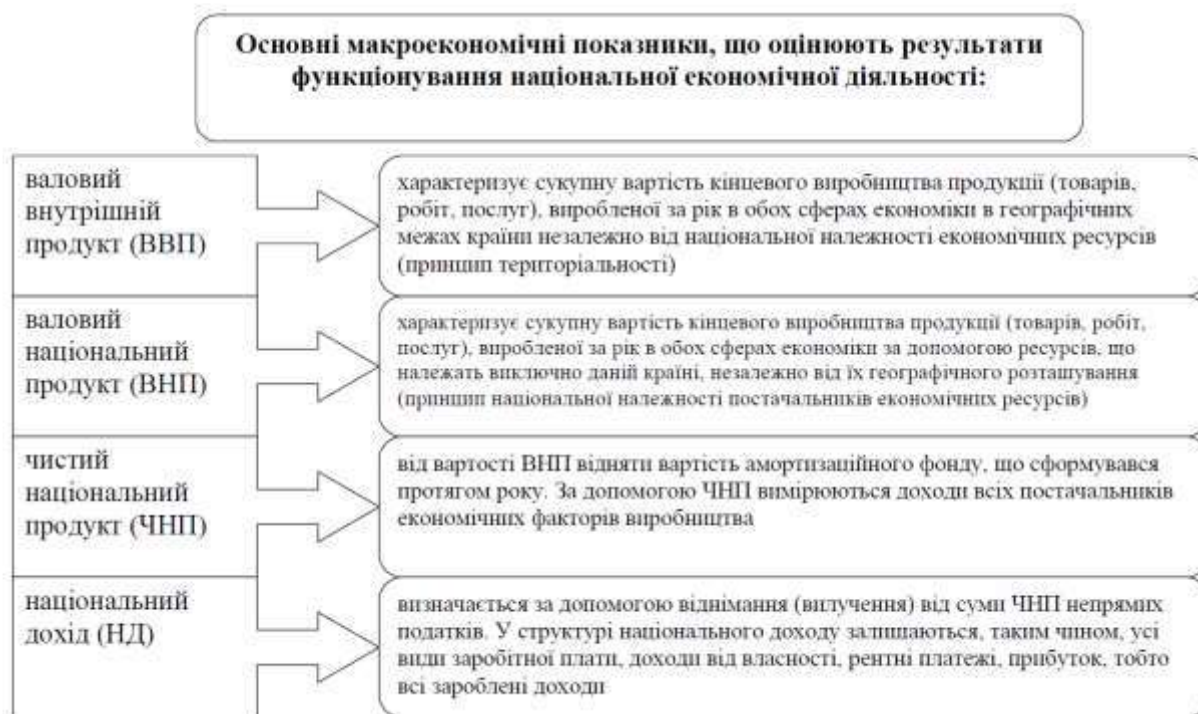 Основні макроекономічні показники, що оцінюють результати
функціонування національної економічної діяльності:
валовий
внутрішній
продукт (ВВП)
характеризує сукупну вартість кінцевого виробництва продукції (товарів,
робіт, послуг), виробленої за рік в обох сферах економіки в географічних
межах країни незалежно від національної належності економічних ресурсів
(принцип територіальності)
валовий
національний
продукт (ВНП)
характеризує сукупну вартість кінцевого виробництва продукції (товарів, робіт,
послуг), виробленої за рік в обох сферах економіки за допомогою ресурсів, що
належать виключно даній країні, незалежно від їх географічного розташування
(принцип національної належності постачальників економічних ресурсів)
чистий
національний
продукт (ЧНП)
від вартості ВНП відняти вартість амортизаційного фонду, що сформувався
протягом року. За допомогою ЧНП вимірюються доходи всіх постачальників
економічних факторів виробництва
національний
дохід (НД)
визначається за допомогою віднімання (вилучення) від суми ЧНП непрямих
податків. У структурі національного доходу залишаються, таким чином, усі
види заробітної плати, доходи від власності, рентні платежі, прибуток, тобто
всі зароблені доходи